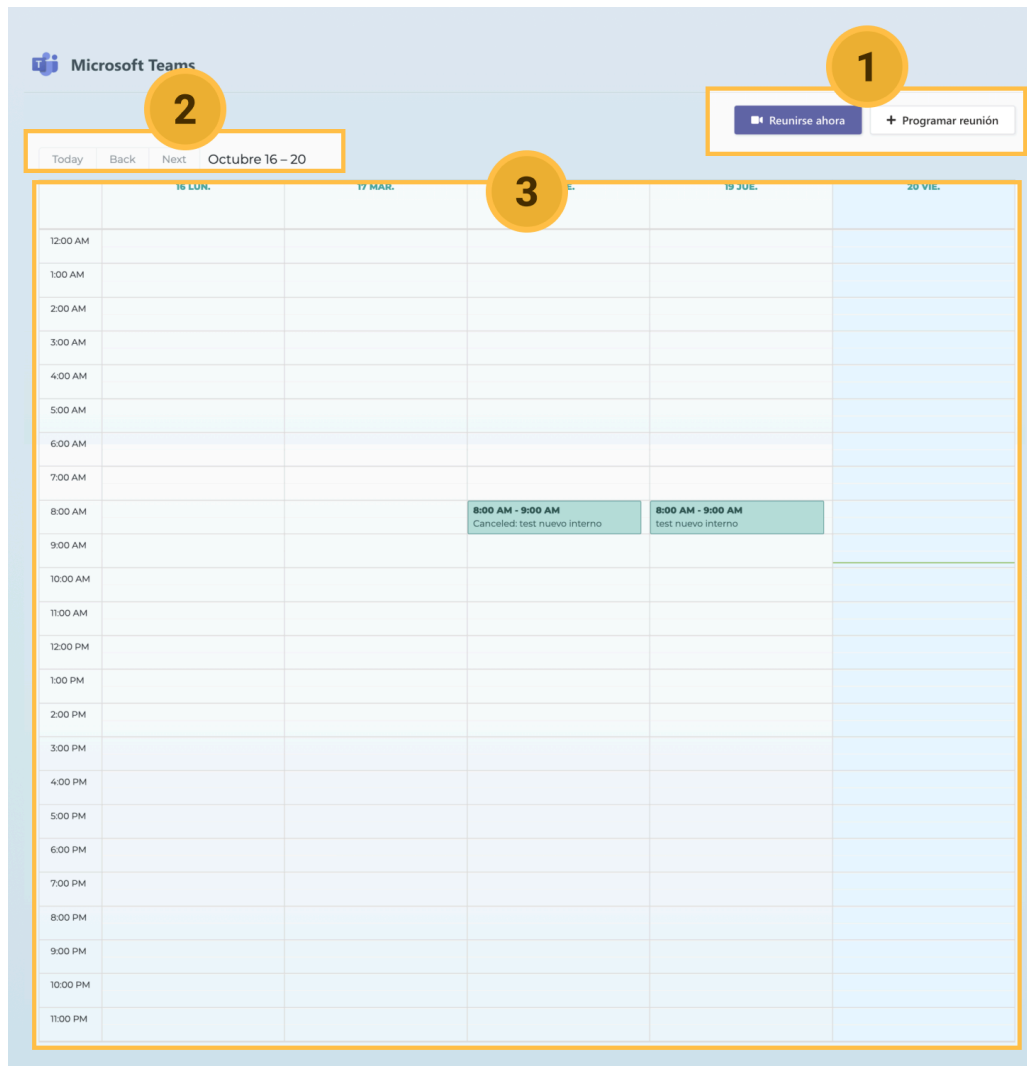 Microsoft Teams
1
2
Reunirse ahora
+ Programar reunión
Today Back Next Octubre 16 – 20
3
16 LUN. 17 MAR. 19 JUE. 20 VIE.
12:00 AM
1:00 AM
2:00 AM
3:00 AM
4:00 AM
5:00 AM
6:00 AM
7:00 AM
8:00 AM
8:00 AM - 9:00 AM
Canceled: test nuevo interno
8:00 AM - 9:00 AM
test nuevo interno
9:00 AM
10:00 AM
11:00 AM
12:00 PM
1:00 PM
2:00 PM
3:00 PM
4:00 PM
5:00 PM
6:00 PM
7:00 PM
8:00 PM
9:00 PM
10:00 PM
11:00 PM